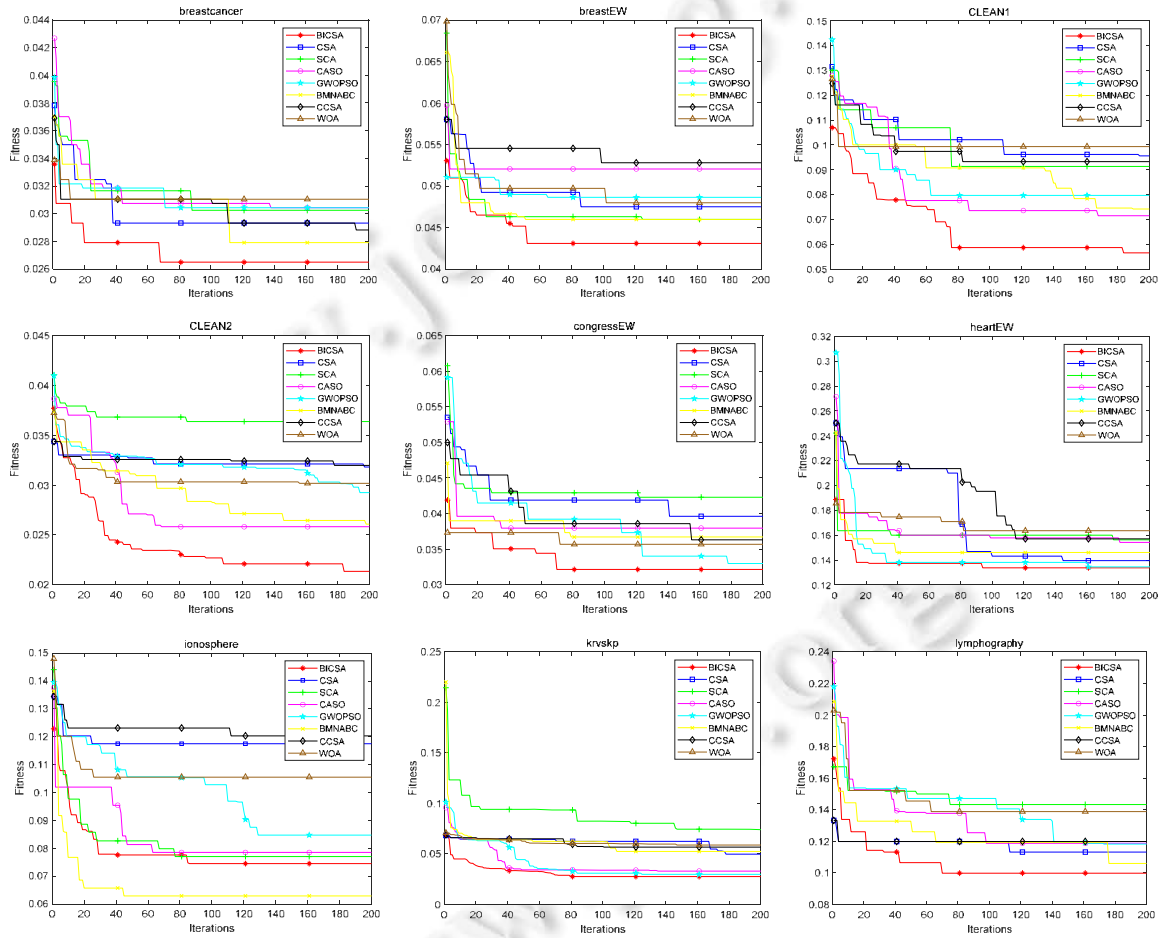 breastcancer
Fitness
0.044
0.042
0.04
0.038
0.036
0.034
0.032
0.03
0.028
0.026
0 20 40 60 80 100 120 140 160 180 200
Iterations
BICSA
CSA
SCA
CASO
GWOPSO
BMNABC
CCSA
WOA
breastEW
Fitness
0.07
0.065
0.06
0.055
0.05
0.045
0.04
0 20 40 60 80 100 120 140 160 180 200
Iterations
BICSA
CSA
SCA
CASO
GWOPSO
BMNABC
CCSA
WOA
CLEAN1
Fitness
0.15
0.14
0.13
0.12
0.11
0.1
0.09
0.08
0.07
0.06
0.05
0 20 40 60 80 100 120 140 160 180 200
Iterations
BICSA
CSA
SCA
CASO
GWOPSO
BMNABC
CCSA
WOA
CLEAN2
Fitness
0.045
0.04
0.035
0.03
0.025
0.02
0 20 40 60 80 100 120 140 160 180 200
Iterations
BICSA
CSA
SCA
CASO
GWOPSO
BMNABC
CCSA
WOA
congressEW
Fitness
0.065
0.06
0.055
0.05
0.045
0.04
0.035
0.03
0 20 40 60 80 100 120 140 160 180 200
Iterations
BICSA
CSA
SCA
CASO
GWOPSO
BMNABC
CCSA
WOA
heartEW
Fitness
0.32
0.3
0.28
0.26
0.24
0.22
0.2
0.18
0.16
0.14
0.12
0 20 40 60 80 100 120 140 160 180 200
Iterations
BICSA
CSA
SCA
CASO
GWOPSO
BMNABC
CCSA
WOA
ionosphere
Fitness
0.15
0.14
0.13
0.12
0.11
0.1
0.09
0.08
0.07
0.06
0 20 40 60 80 100 120 140 160 180 200
Iterations
BICSA
CSA
SCA
CASO
GWOPSO
BMNABC
CCSA
WOA
krvskp
Fitness
0.25
0.2
0.15
0.1
0.05
0
0 20 40 60 80 100 120 140 160 180 200
Iterations
BICSA
CSA
SCA
CASO
GWOPSO
BMNABC
CCSA
WOA
lymphography
Fitness
0.24
0.22
0.2
0.18
0.16
0.14
0.12
0.1
0.08
0 20 40 60 80 100 120 140 160 180 200
Iterations
BICSA
CSA
SCA
CASO
GWOPSO
BMNABC
CCSA
WOA